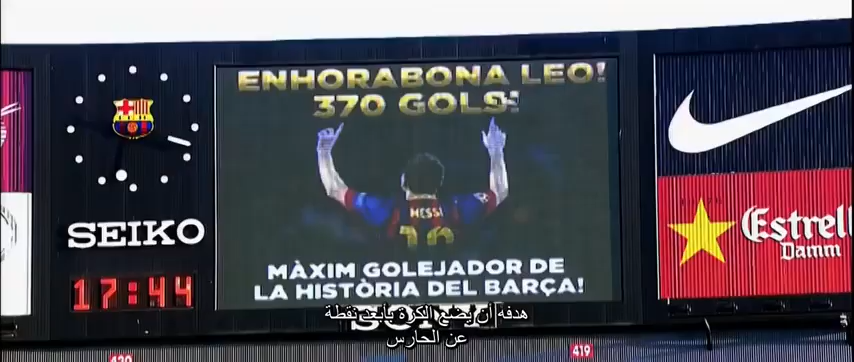 ENHORABONA LEO!
370 GOLS!
MESSI
10
MÀXIM GOLEJADOR DE
LA HISTÒRIA DEL BARÇA!
SEIKO
17:44
Estrell
Damm
هدفه أن يضع الكرة بأبعد نقطة
عن الحارس
420
419